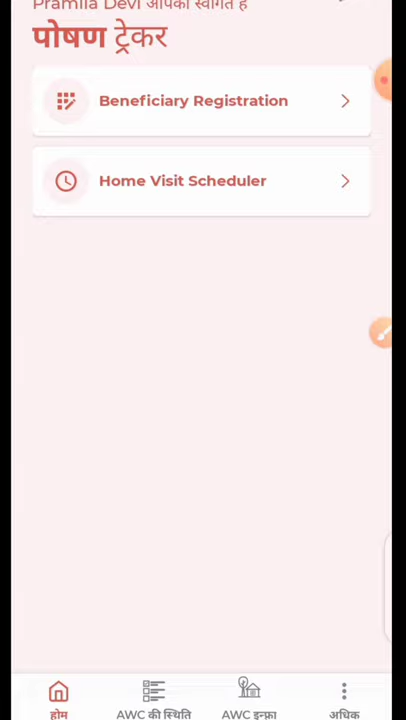 Pramila Devi आपका स्वागत है
पोषण ट्रेकर
Beneficiary Registration
Home Visit Scheduler
होम
AWC की स्थिति
AWC इन्फ्रा
अधिक